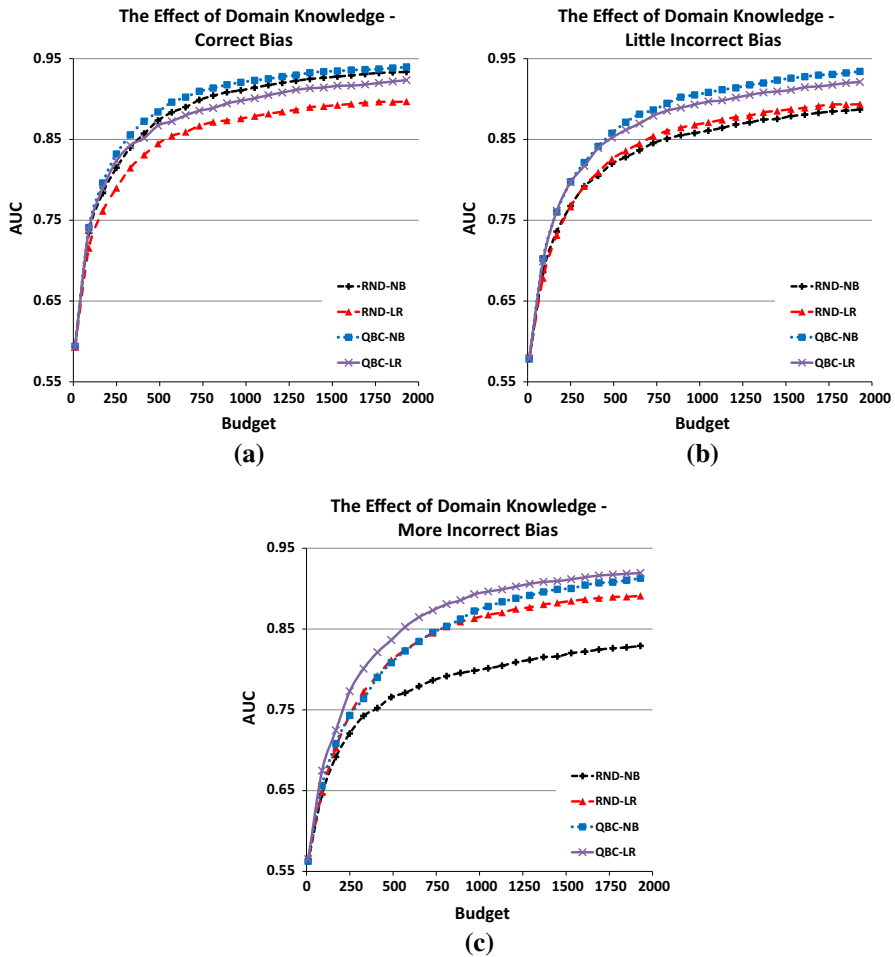 The Effect of Domain Knowledge -
Correct Bias
0.95
0.85
0.75
0.65
0.55
AUC
RND-NB
RND-LR
QBC-NB
QBC-LR
0 250 500 750 1000 1250 1500 1750 2000
Budget
(a)
The Effect of Domain Knowledge -
Little Incorrect Bias
0.95
0.85
0.75
0.65
0.55
AUC
RND-NB
RND-LR
QBC-NB
QBC-LR
0 250 500 750 1000 1250 1500 1750 2000
Budget
(b)
The Effect of Domain Knowledge -
More Incorrect Bias
0.95
0.85
0.75
0.65
0.55
AUC
RND-NB
RND-LR
QBC-NB
QBC-LR
0 250 500 750 1000 1250 1500 1750 2000
Budget
(c)